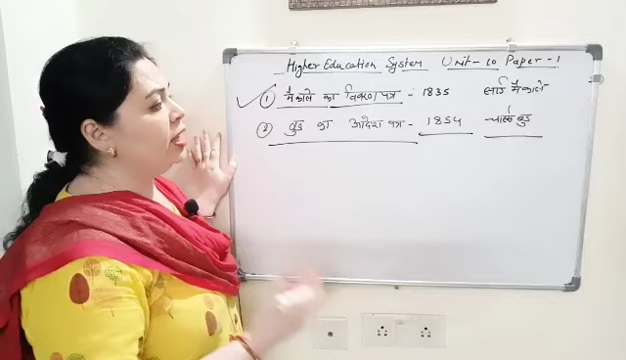 Higher Education System Unit-10 Paper-1
① मैकाले का विवरण पत्र - 1835 लार्ड मैकाले
② वुड का आदेश पत्र - 1854 चार्ल्स वुड